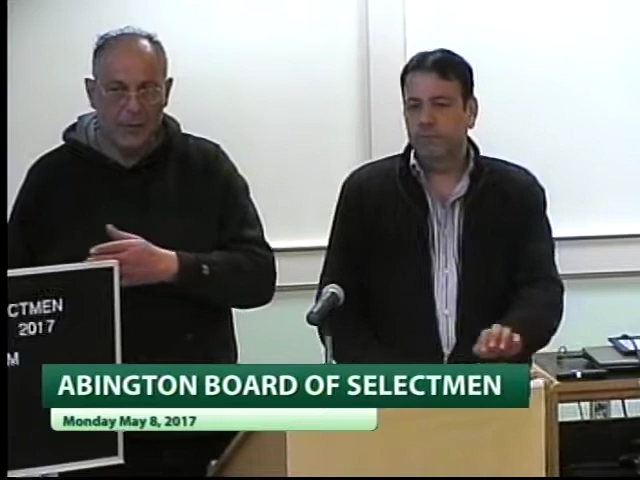 CTMEN
2017
M
ABINGTON BOARD OF SELECTMEN
Monday May 8, 2017